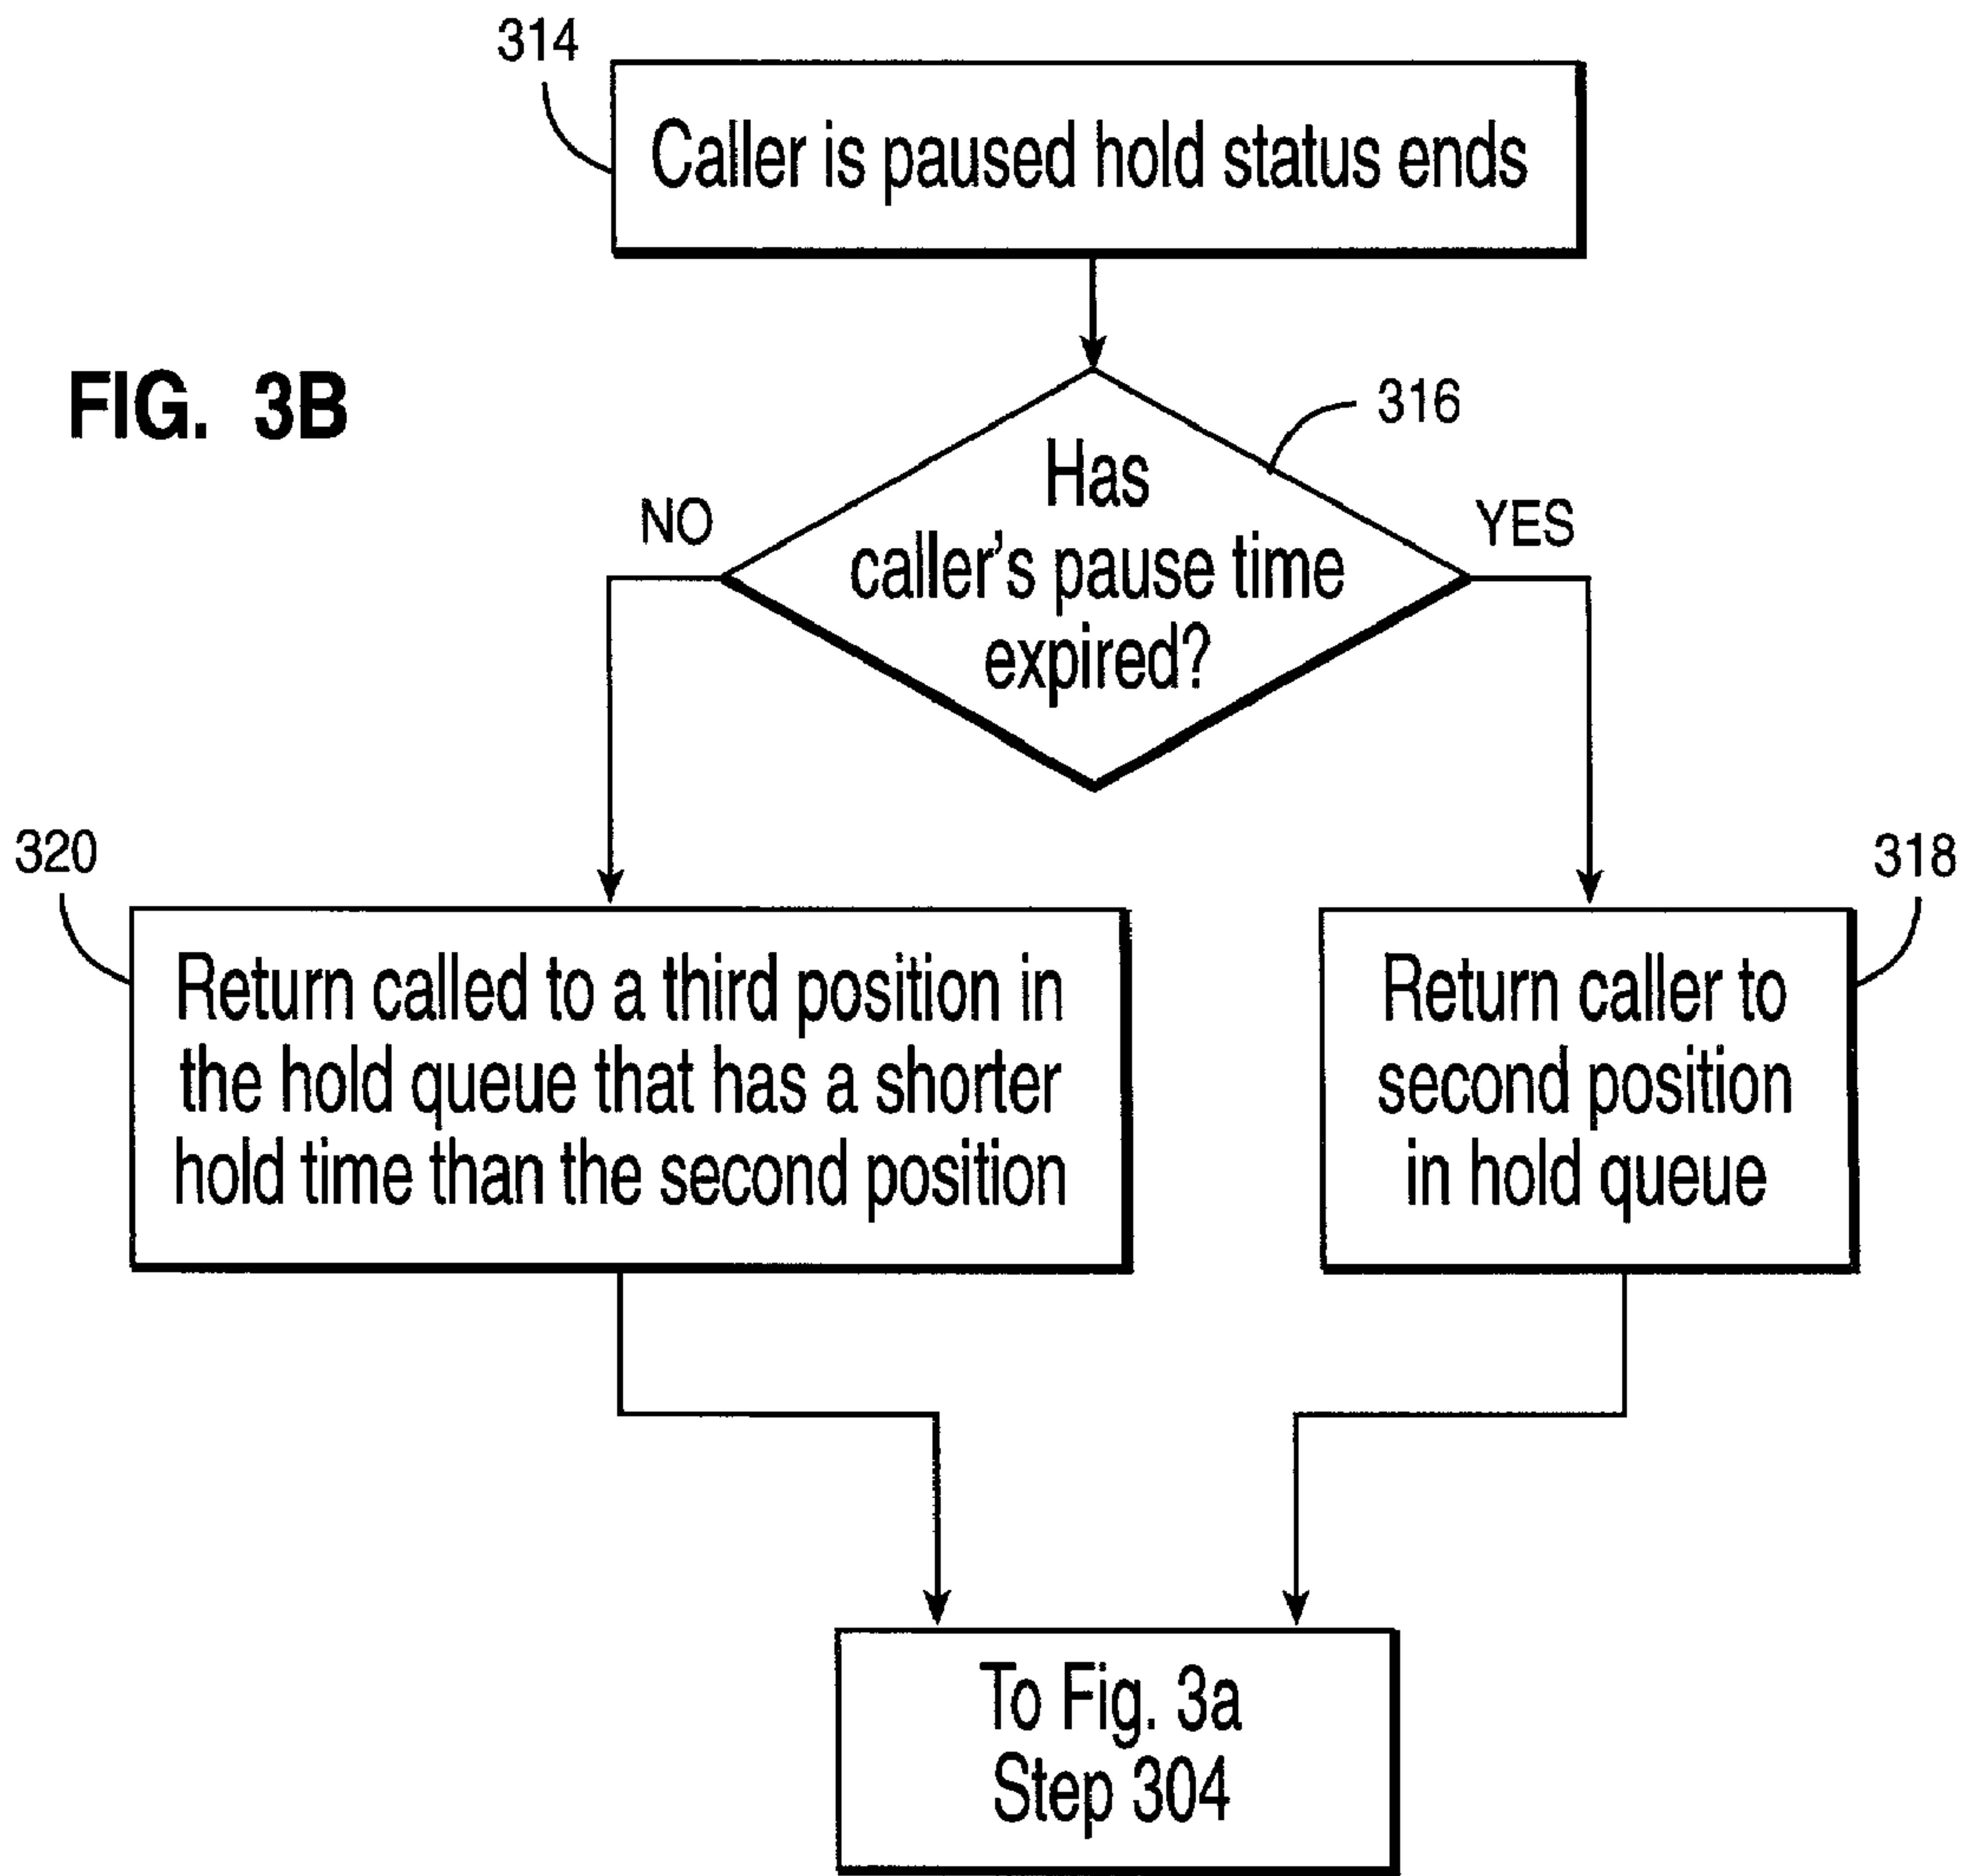 314
Caller is paused hold status ends
FIG. 3B
316
Has
caller's pause time
expired?
NO
YES
320
318
Return called to a third position in
the hold queue that has a shorter
hold time than the second position
Return caller to
second position
in hold queue
To Fig. 3a
Step 304